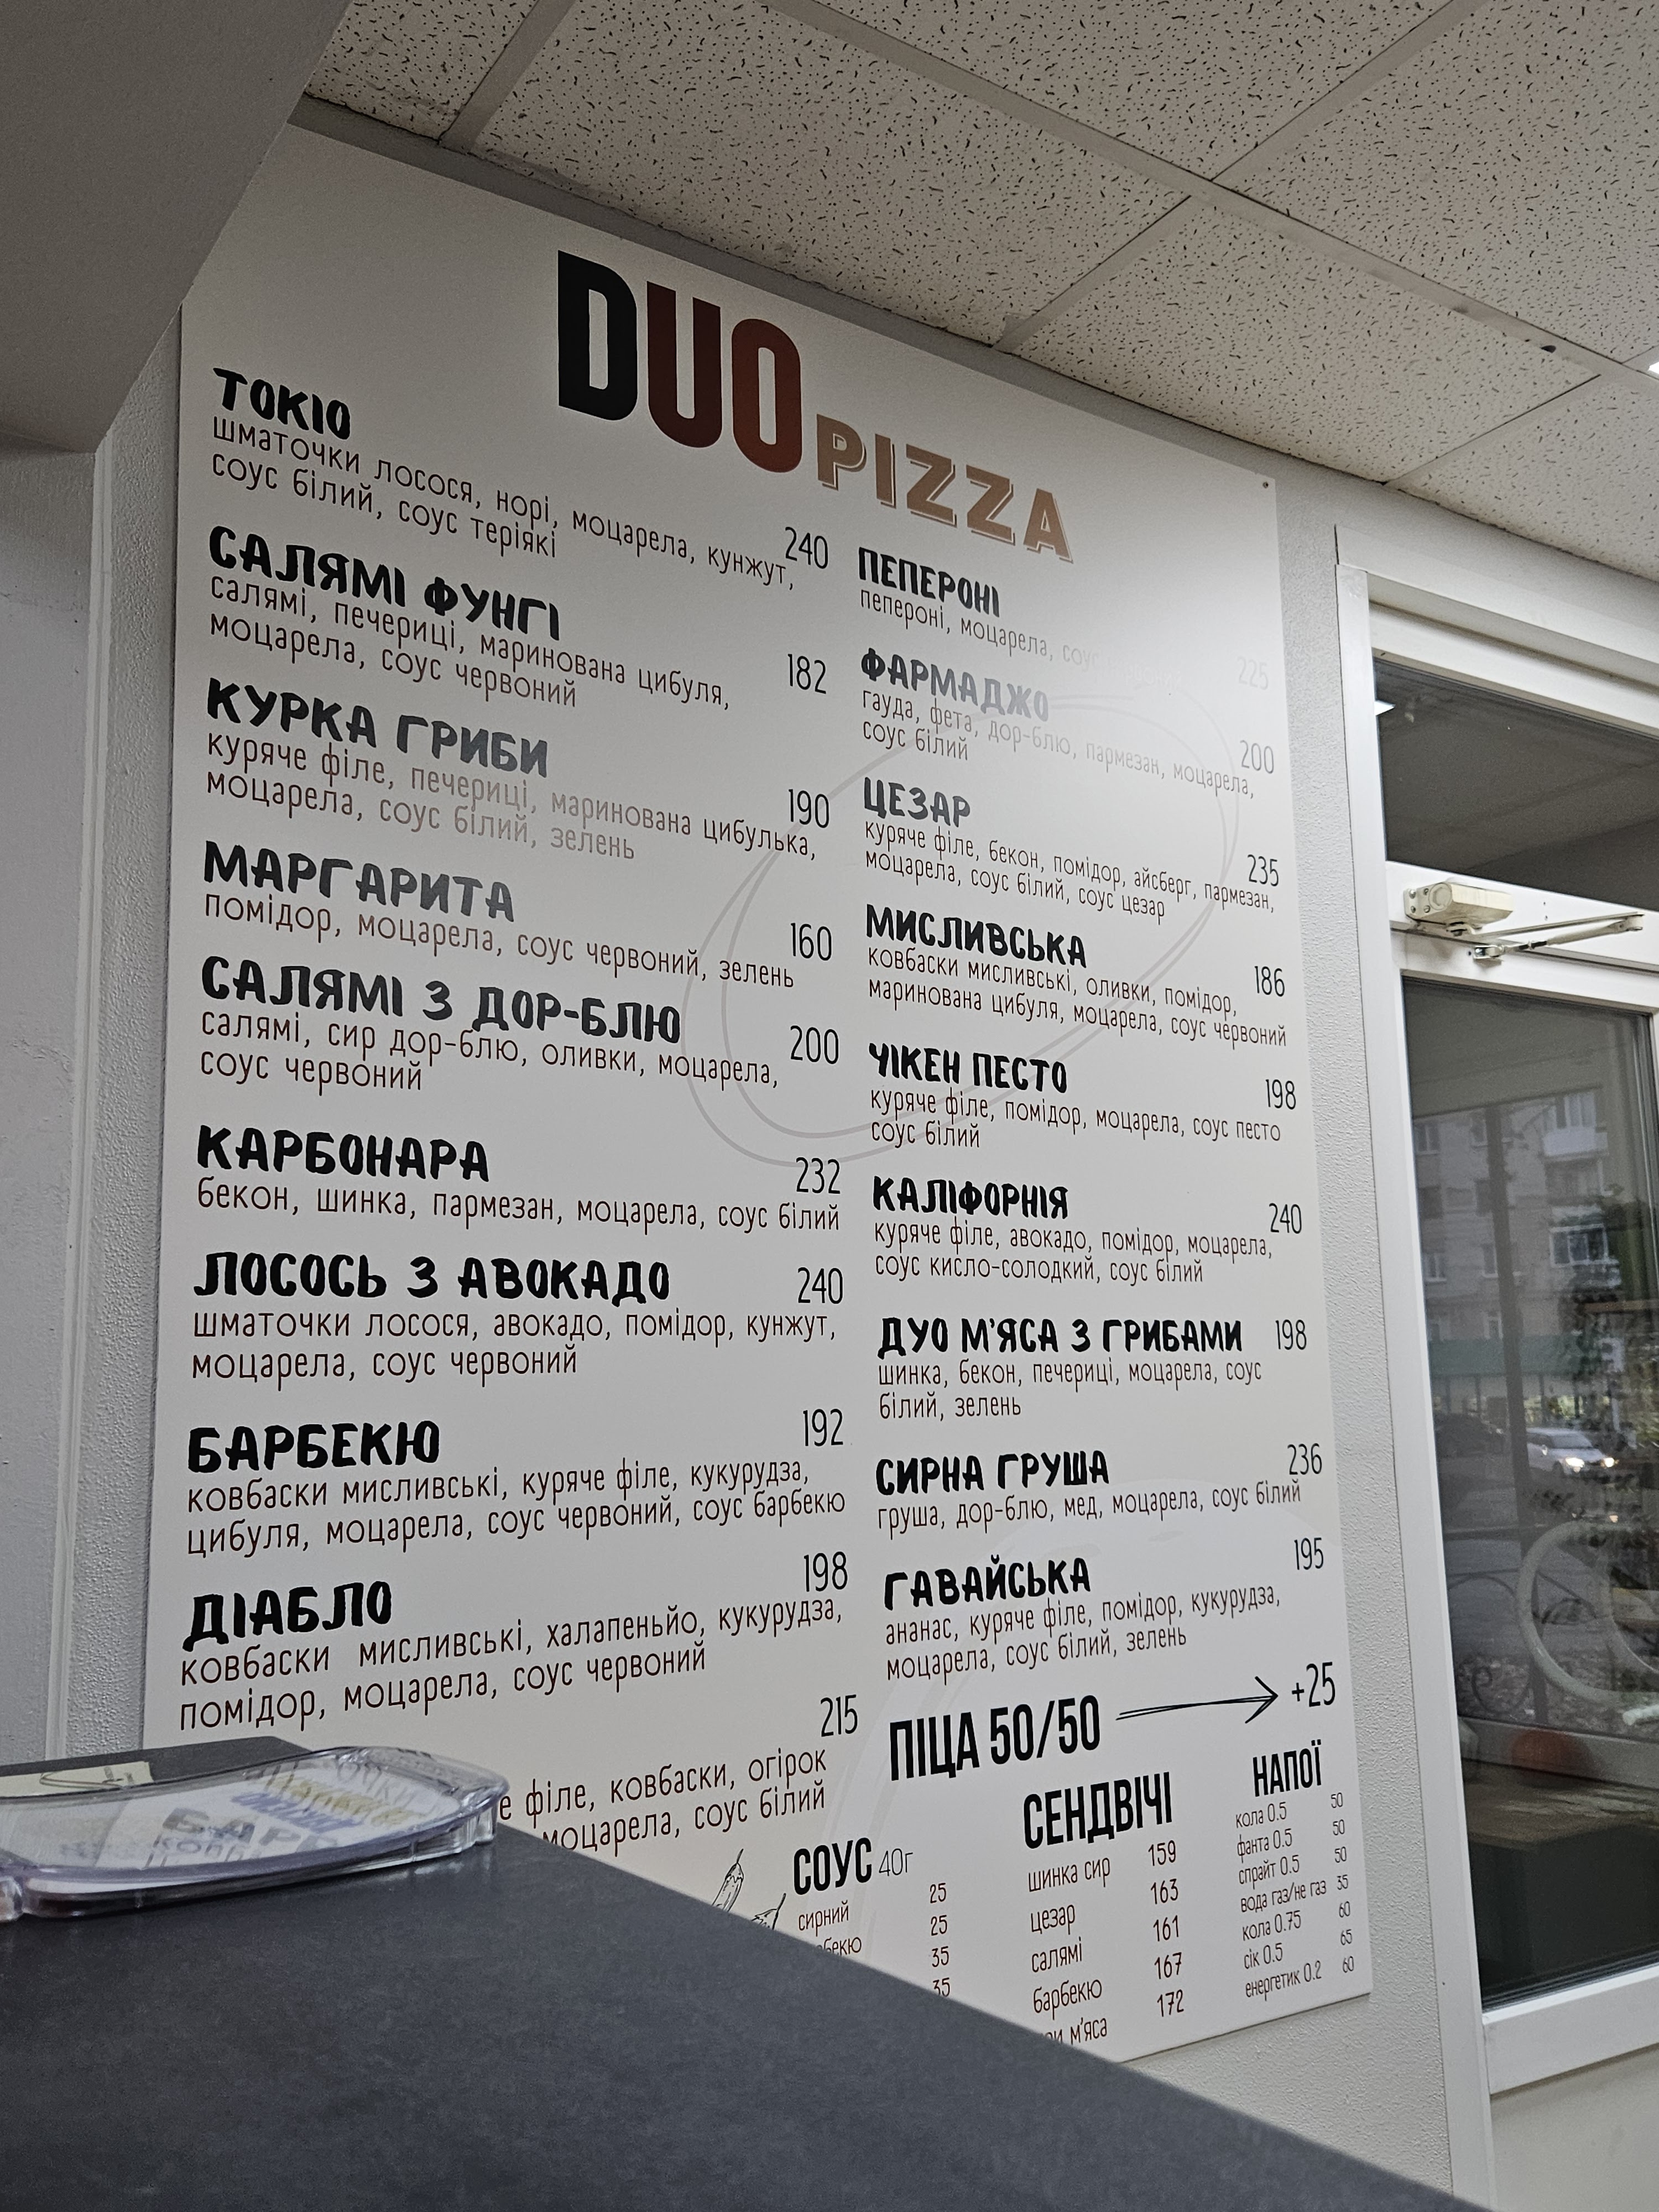 DUO PIZZA
ТОКІО
шматочки лосося, норі, моцарела, кунжут, 240
соус білий, соус теріякі
САЛЯМІ ФУНГІ
салямі, печериці, маринована цибуля, 182
моцарела, соус червоний
КУРКА ГРИБИ
куряче філе, печериці, маринована цибулька, 190
моцарела, соус білий, зелень
МАРГАРИТА
помідор, моцарела, соус червоний, зелень 160
САЛЯМІ З ДОР-БЛЮ
салямі, сир дор-блю, оливки, моцарела, 200
соус червоний
КАРБОНАРА 232
бекон, шинка, пармезан, моцарела, соус білий
ЛОСОСЬ З АВОКАДО 240
шматочки лосося, авокадо, помідор, кунжут,
моцарела, соус червоний
БАРБЕКЮ 192
ковбаски мисливські, куряче філе, кукурудза,
цибуля, моцарела, соус червоний, соус барбекю
ДІАБЛО 198
ковбаски мисливські, халапеньйо, кукурудза,
помідор, моцарела, соус червоний
215
філе, ковбаски, огірок
моцарела, соус білий
ПЕПЕРОНІ
пепероні, моцарела, соус 225
ФАРМАДЖО
гауда, фета, дор-блю, пармезан, моцарела, 200
соус білий
ЦЕЗАР
куряче філе, бекон, помідор, айсберг, пармезан, 235
моцарела, соус білий, соус цезар
МИСЛИВСЬКА
ковбаски мисливські, оливки, помідор, 186
маринована цибуля, моцарела, соус червоний
ЧІКЕН ПЕСТО 198
куряче філе, помідор, моцарела, соус песто
соус білий
КАЛІФОРНІЯ 240
куряче філе, авокадо, помідор, моцарела,
соус кисло-солодкий, соус білий
ДУО М'ЯСА З ГРИБАМИ 198
шинка, бекон, печериці, моцарела, соус
білий, зелень
СИРНА ГРУША 236
груша, дор-блю, мед, моцарела, соус білий
ГАВАЙСЬКА 195
ананас, куряче філе, помідор, кукурудза,
моцарела, соус білий, зелень
ПІЦА 50/50 +25
СОУС 40г
сирний 25
25
35
35
СЕНДВІЧІ
шинка сир 159
цезар 163
салямі 161
барбекю 167
м'яса 172
НАПОЇ
кола 0.5 50
фанта 0.5 50
спрайт 0.5 50
вода газ/не газ 35
кола 0.75 60
сік 0.5 65
енергетик 0.2 60